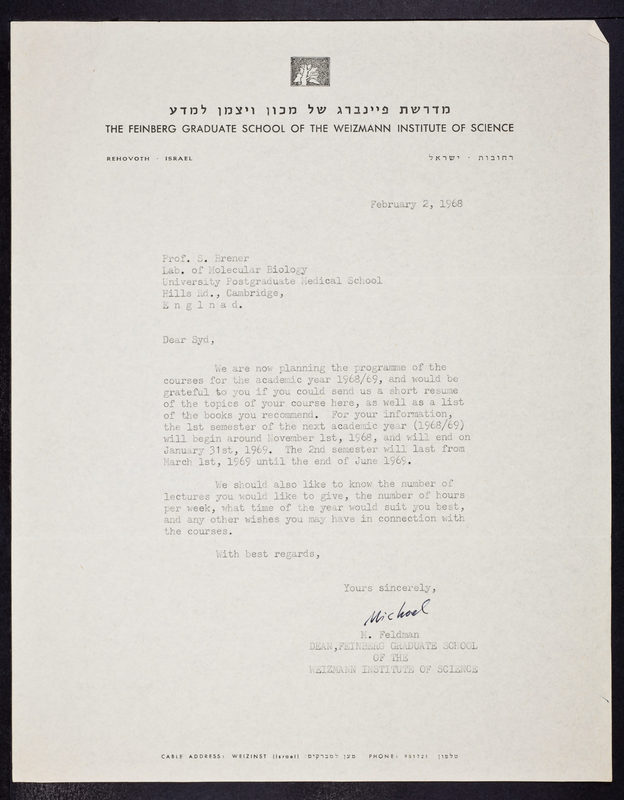 מדרשת פיינברג של מכון ויצמן למדע
THE FEINBERG GRADUATE SCHOOL OF THE WEIZMANN INSTITUTE OF SCIENCE
REHOVOTH · ISRAEL רחובות · ישראל
February 2, 1968
Prof. S. Brener
Lab. of Molecular Biology
University Postgraduate Medical School
Hills Rd., Cambridge,
E n g l n a d.
Dear Syd,
We are now planning the programme of the
courses for the academic year 1968/69, and would be
grateful to you if you could send us a short resume
of the topics of your course here, as well as a list
of the books you recommend. For your information,
the 1st semester of the next academic year (1968/69)
will begin around November 1st, 1968, and will end on
January 31st, 1969. The 2nd semester will last from
March 1st, 1969 until the end of June 1969.
We should also like to know the number of
lectures you would like to give, the number of hours
per week, what time of the year would suit you best,
and any other wishes you may have in connection with
the courses.
With best regards,
Yours sincerely,
Michael
M. Feldman
DEAN,FEINBERG GRADUATE SCHOOL
OF THE
WEIZMANN INSTITUTE OF SCIENCE
CABLE ADDRESS: WEIZINST (Israel) מען למברקים PHONE: 951721 טלפון